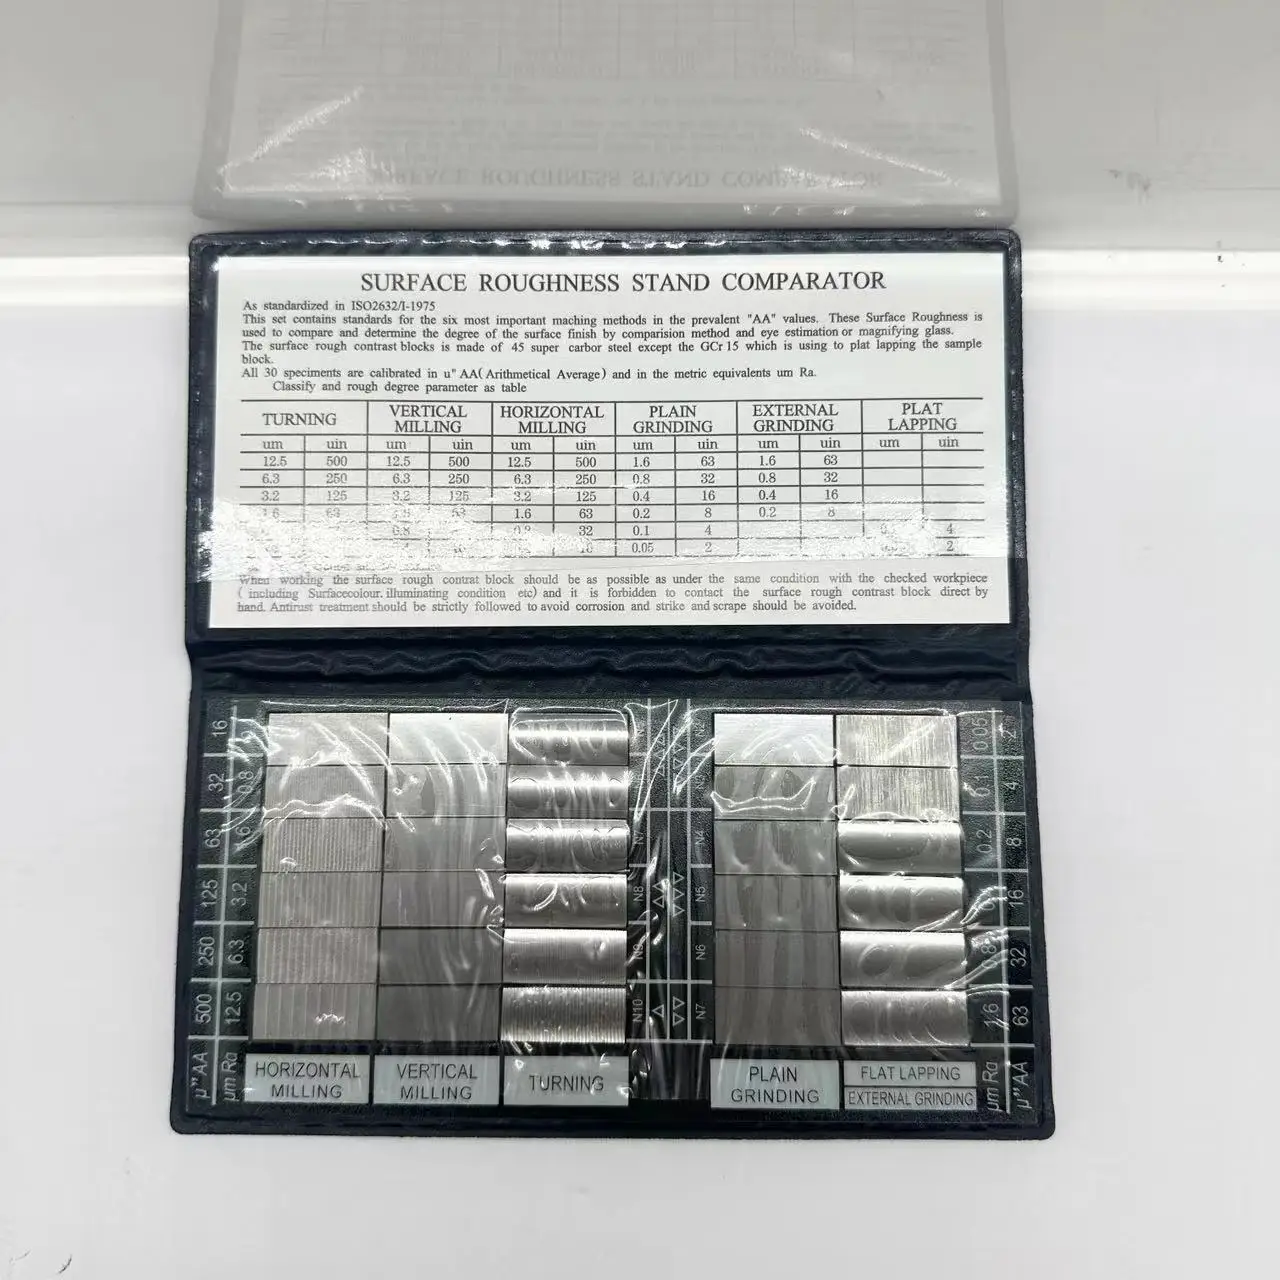 SURFACE ROUGHNESS STAND COMPARATOR
As standardized in ISO2632/I-1975
This set contains standards for the six most important maching methods in the prevalent "AA" values. These Surface Roughness is
used to compare and determine the degree of the surface finish by comparision method and eye estimation or magnifying glass.
The surface rough contrast blocks is made of 45 super carbor steel except the GCr 15 which is using to plat lapping the sample
block.
All 30 speciments are calibrated in u" AA( Arithmetical Average) and in the metric equivalents um Ra.
Classify and rough degree parameter as table
TURNING VERTICAL MILLING HORIZONTAL MILLING PLAIN GRINDING EXTERNAL GRINDING PLAT LAPPING
um uin um uin um uin um uin um uin um uin
12.5 500 12.5 500 12.5 500 1.6 63 1.6 63
6.3 250 6.3 250 6.3 250 0.8 32 0.8 32
3.2 125 3.2 125 3.2 125 0.4 16 0.4 16
1.6 63 63 1.6 63 0.2 8 0.2 8
0.8 0.8 32 0.1 4 4
0.05 2 2
When working the surface rough contrat block should be as possible as under the same condition with the checked workpiece
( including Surfacecolour. illuminating condition etc) and it is forbidden to contact the surface rough contrast block direct by
hand. Antirust treatment should be strictly followed to avoid corrosion and strike and scrape should be avoided.
16 0.05 2
32 0.8 0.1 4
63 1.6 N7 N4 0.2 8
125 3.2 N8 N5 16
250 6.3 N9 N6 0.8 32
500 12.5 N10 N7 1.6 63
μ"AA μm Ra μm Ra μ"AA
HORIZONTAL MILLING
VERTICAL MILLING
TURNING
PLAIN GRINDING
FLAT LAPPING
EXTERNAL GRINDING